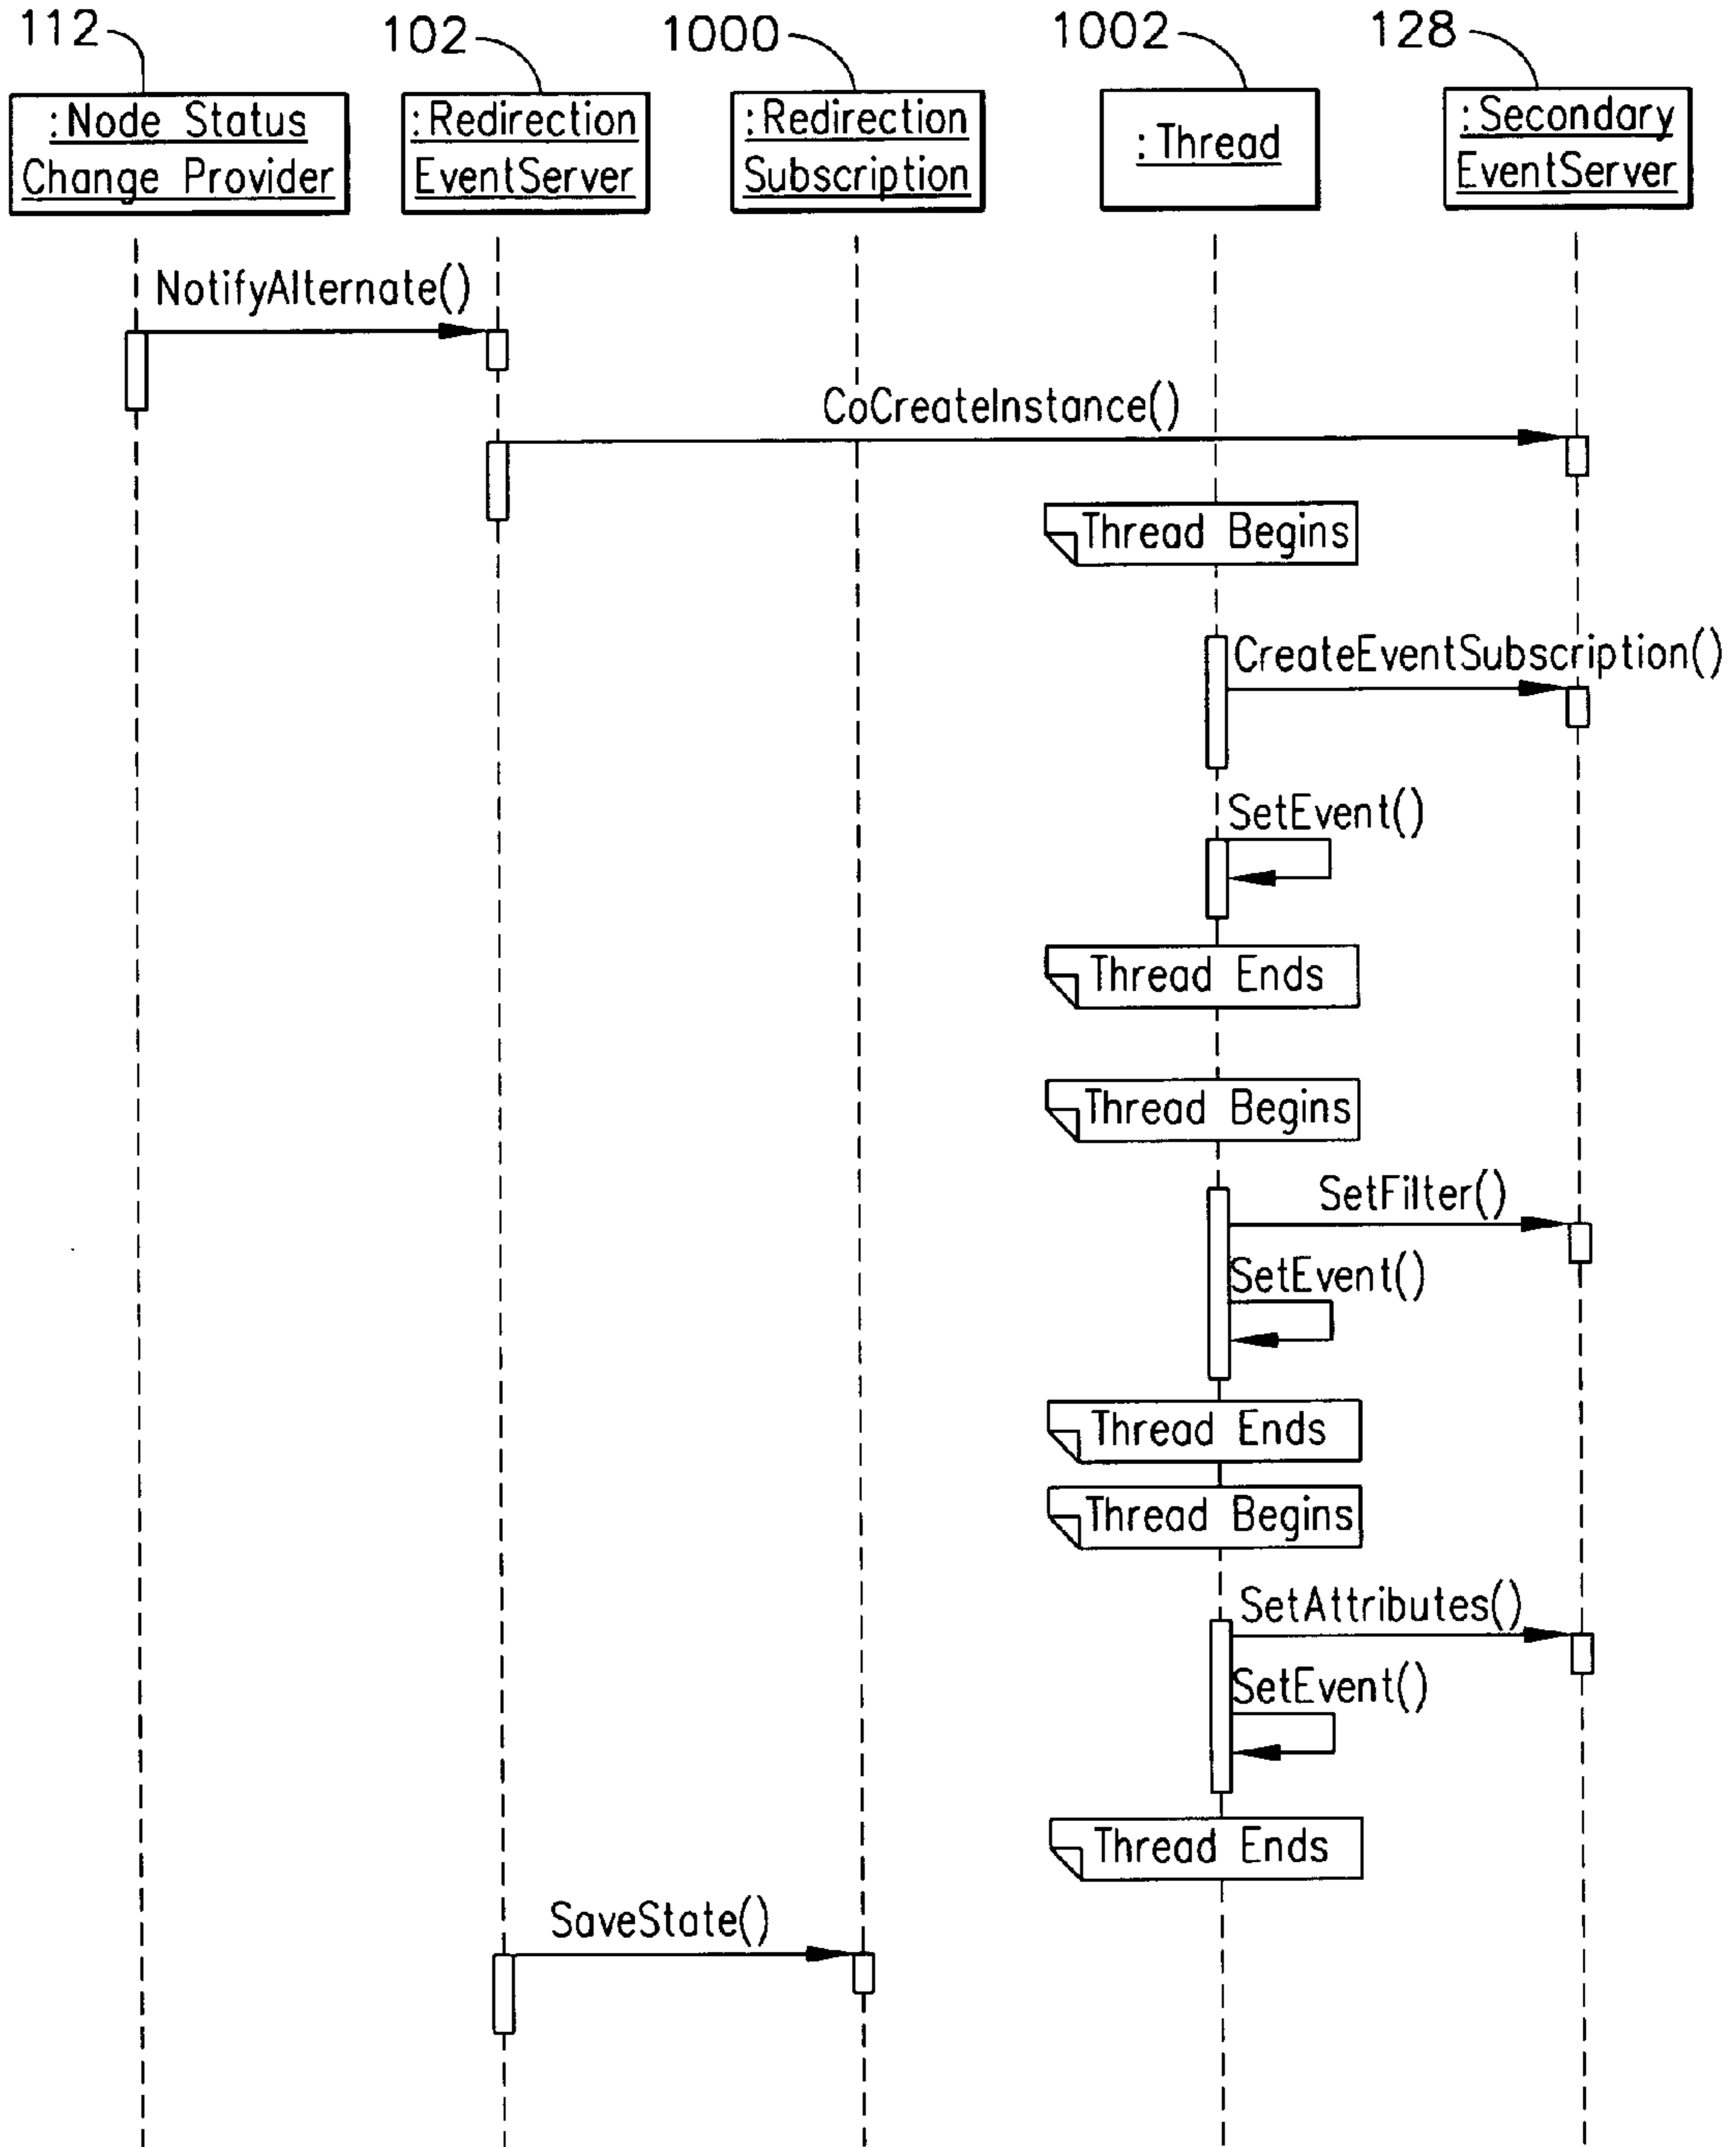 112
102
1000
1002
128
:Node Status
Change Provider
:Redirection
EventServer
:Redirection
Subscription
:Thread
:Secondary
EventServer
NotifyAlternate()
CoCreateInstance()
Thread Begins
CreateEventSubscription()
SetEvent()
Thread Ends
Thread Begins
SetFilter()
SetEvent()
Thread Ends
Thread Begins
SetAttributes()
SetEvent()
Thread Ends
SaveState()